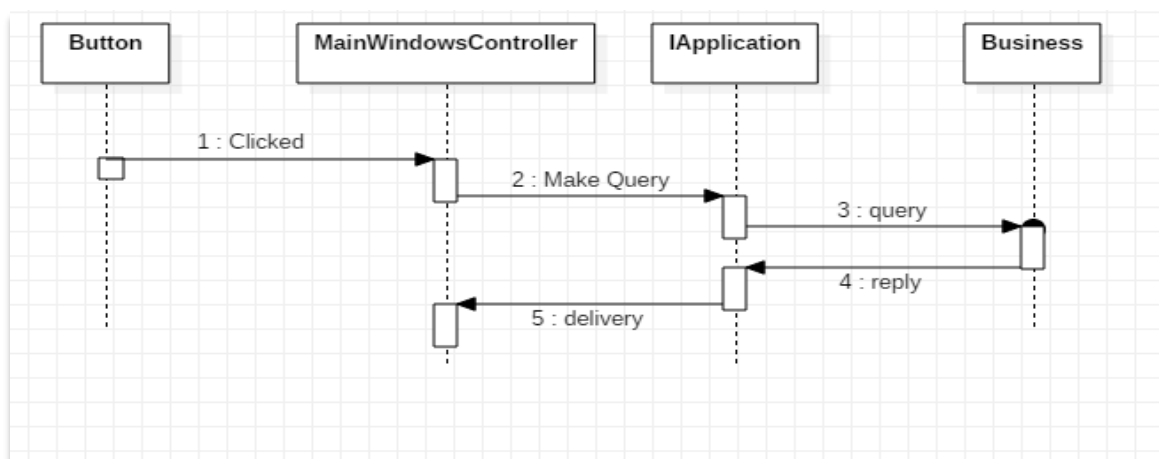 Button
MainWindowsController
IApplication
Business
1 : Clicked
2 : Make Query
3 : query
4 : reply
5 : delivery